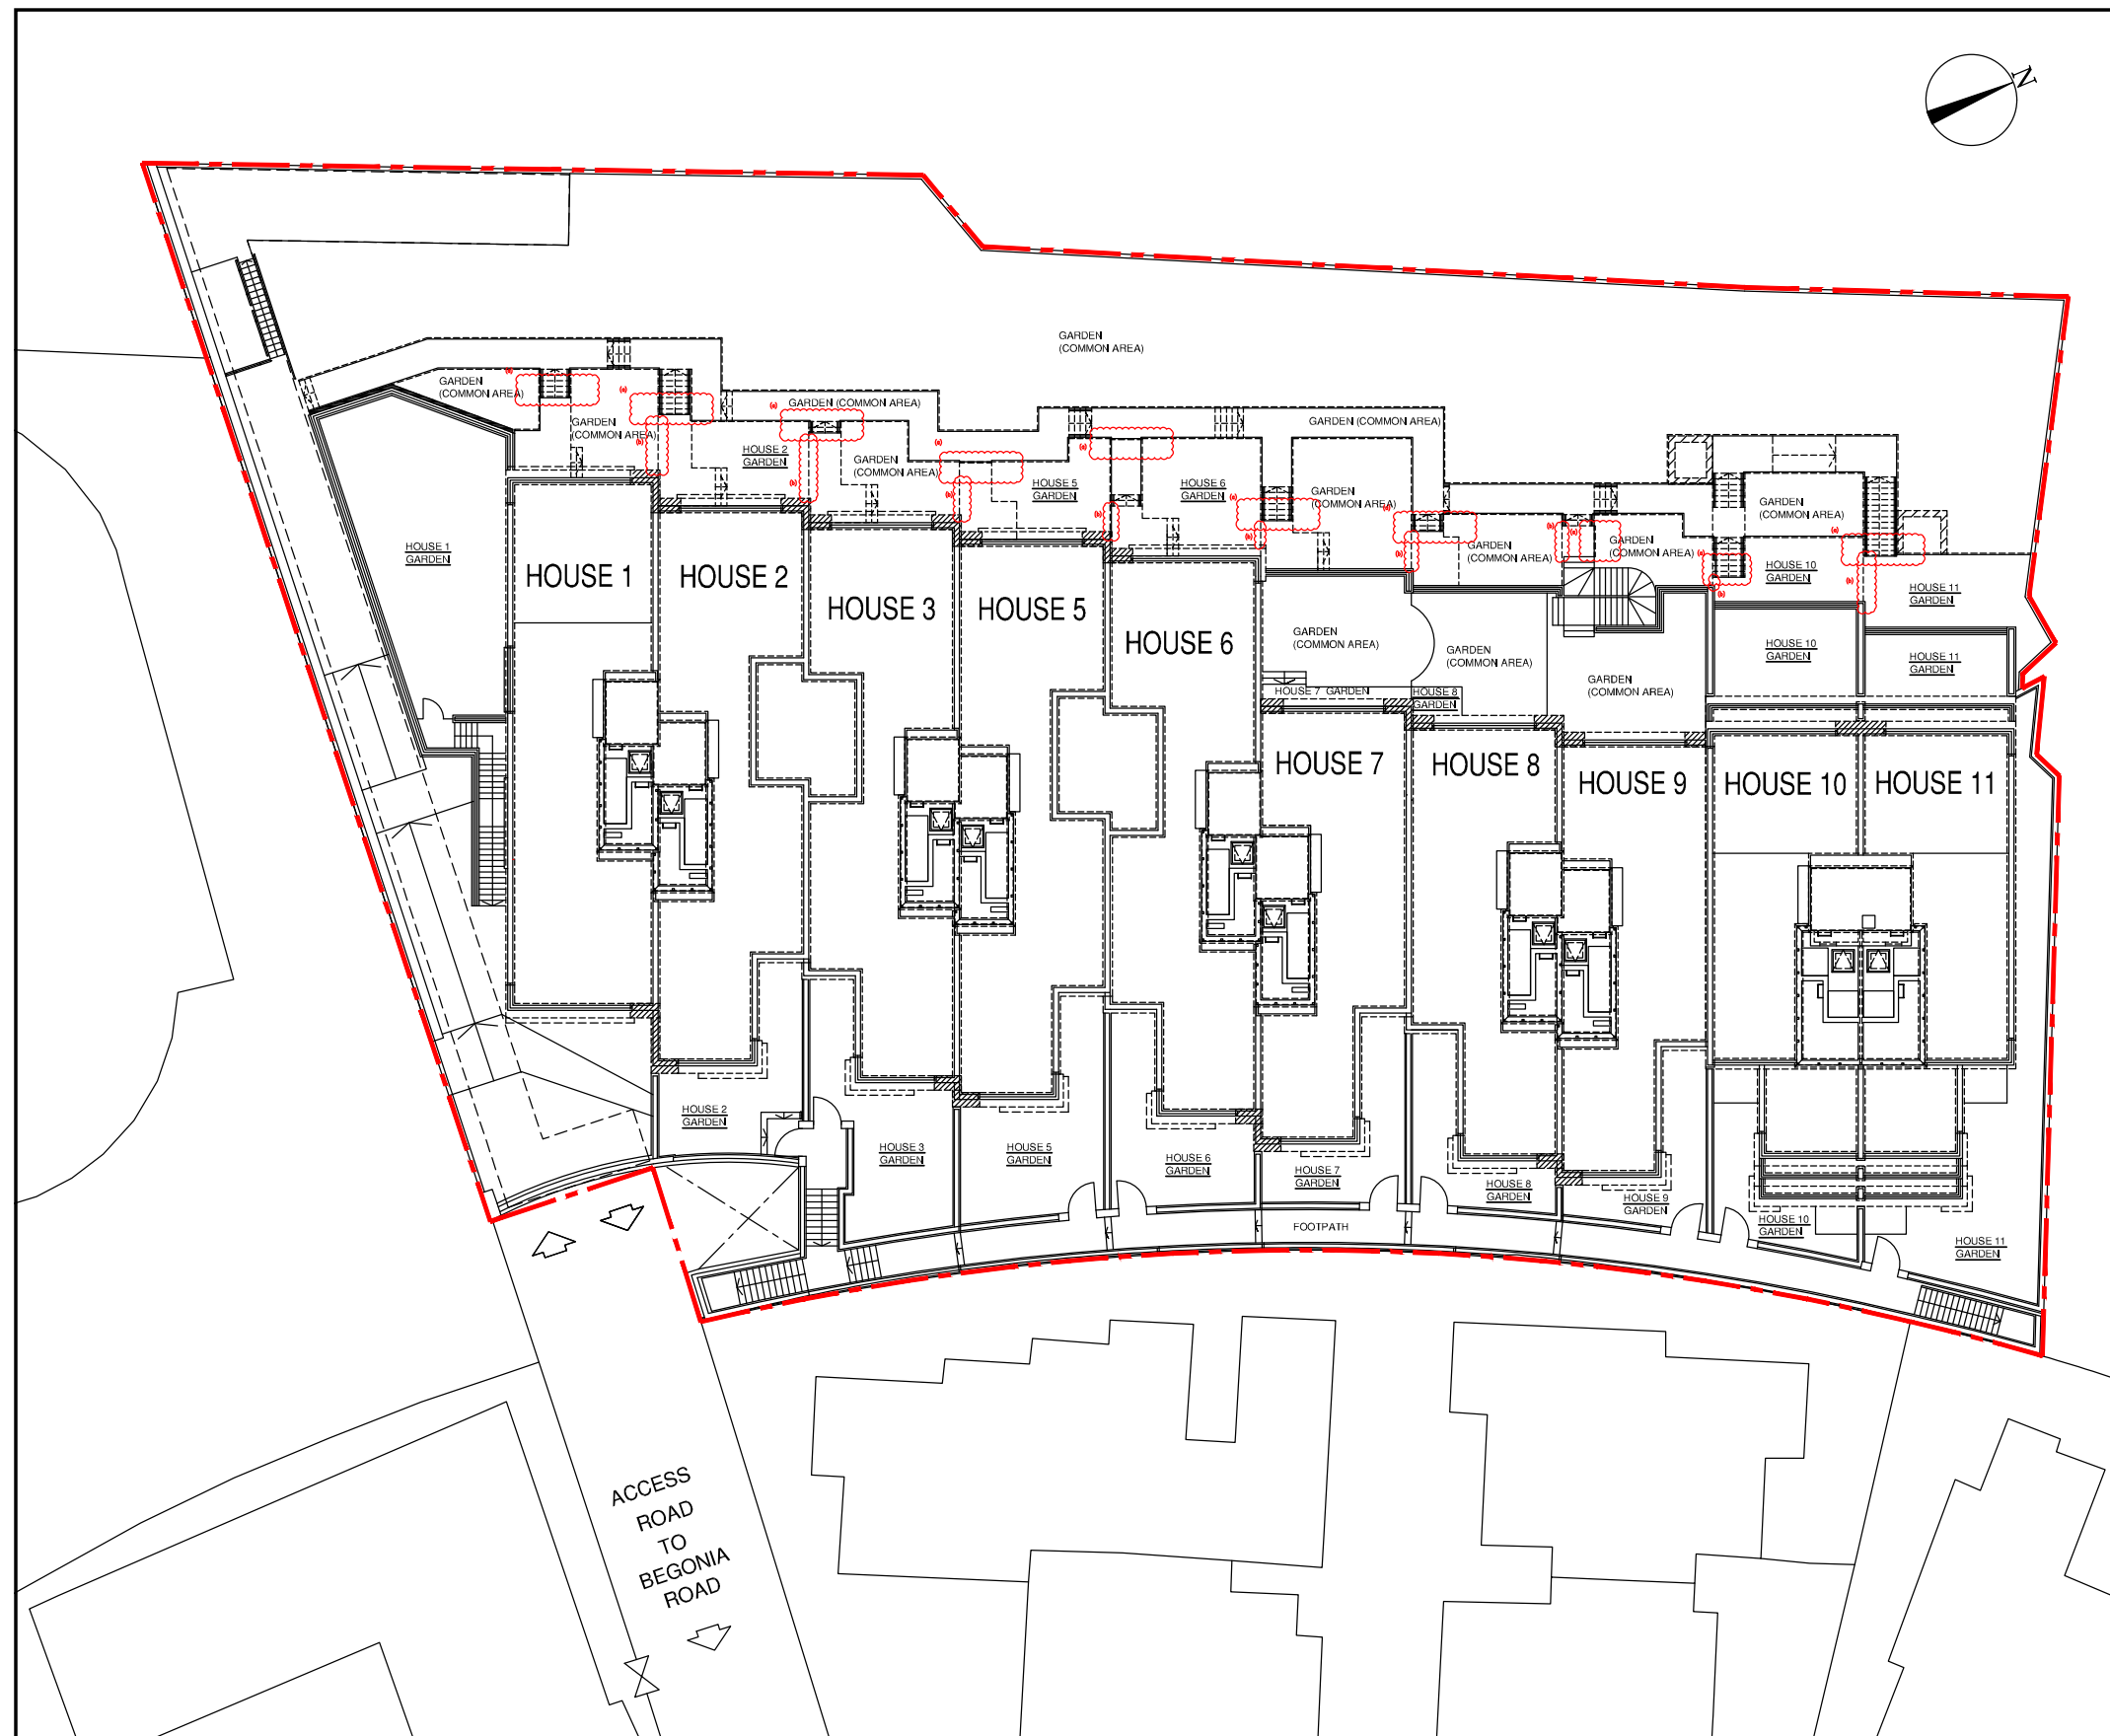 N
GARDEN
(COMMON AREA)
GARDEN
(COMMON AREA)
(a)
(a)
(a)
GARDEN (COMMON AREA)
GARDEN (COMMON AREA)
GARDEN
(COMMON AREA)
(b)
HOUSE 2
GARDEN
(b)
GARDEN
(COMMON AREA)
(a)
(b)
HOUSE 5
GARDEN
(a)
(b)
HOUSE 6
GARDEN
(a)
(b)
GARDEN
(COMMON AREA)
(a)
(b)
GARDEN
(COMMON AREA)
(b)
(a)
GARDEN
(COMMON AREA)
GARDEN
(COMMON AREA)
(a)
(b)
HOUSE 10
GARDEN
(a)
(b)
HOUSE 11
GARDEN
HOUSE 1
GARDEN
HOUSE 1
HOUSE 2
HOUSE 3
HOUSE 5
HOUSE 6
GARDEN
(COMMON AREA)
GARDEN
(COMMON AREA)
GARDEN
(COMMON AREA)
HOUSE 10
GARDEN
HOUSE 11
GARDEN
HOUSE 7 GARDEN
HOUSE 8
GARDEN
HOUSE 7
HOUSE 8
HOUSE 9
HOUSE 10
HOUSE 11
HOUSE 2
GARDEN
HOUSE 3
GARDEN
HOUSE 5
GARDEN
HOUSE 6
GARDEN
HOUSE 7
GARDEN
HOUSE 8
GARDEN
HOUSE 9
GARDEN
HOUSE 10
GARDEN
HOUSE 11
GARDEN
FOOTPATH
ACCESS
ROAD
TO
BEGONIA
ROAD